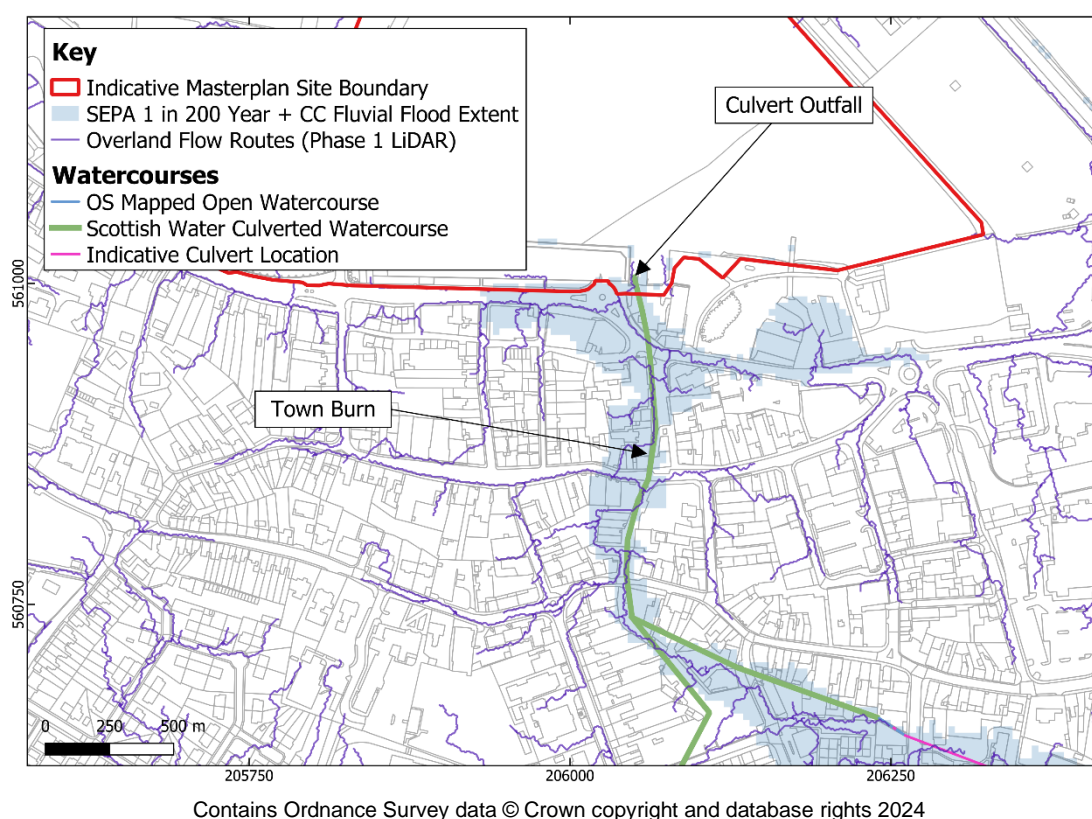 Key
Indicative Masterplan Site Boundary
SEPA 1 in 200 Year + CC Fluvial Flood Extent
Overland Flow Routes (Phase 1 LiDAR)
Watercourses
OS Mapped Open Watercourse
Scottish Water Culverted Watercourse
Indicative Culvert Location
Culvert Outfall
561000
Town Burn
560750
0 250 500 m
205750 206000 206250
Contains Ordnance Survey data © Crown copyright and database rights 2024